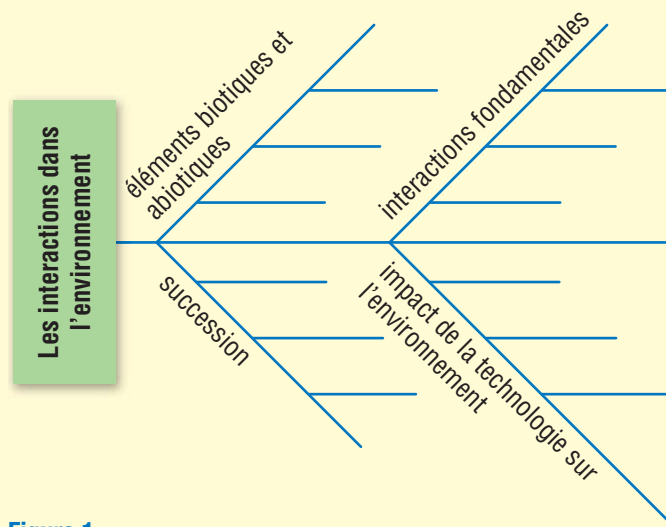 Les interactions dans
l'environnement
éléments biotiques et
abiotiques
interactions fondamentales
succession
impact de la technologie sur
l'environnement
Figure 1